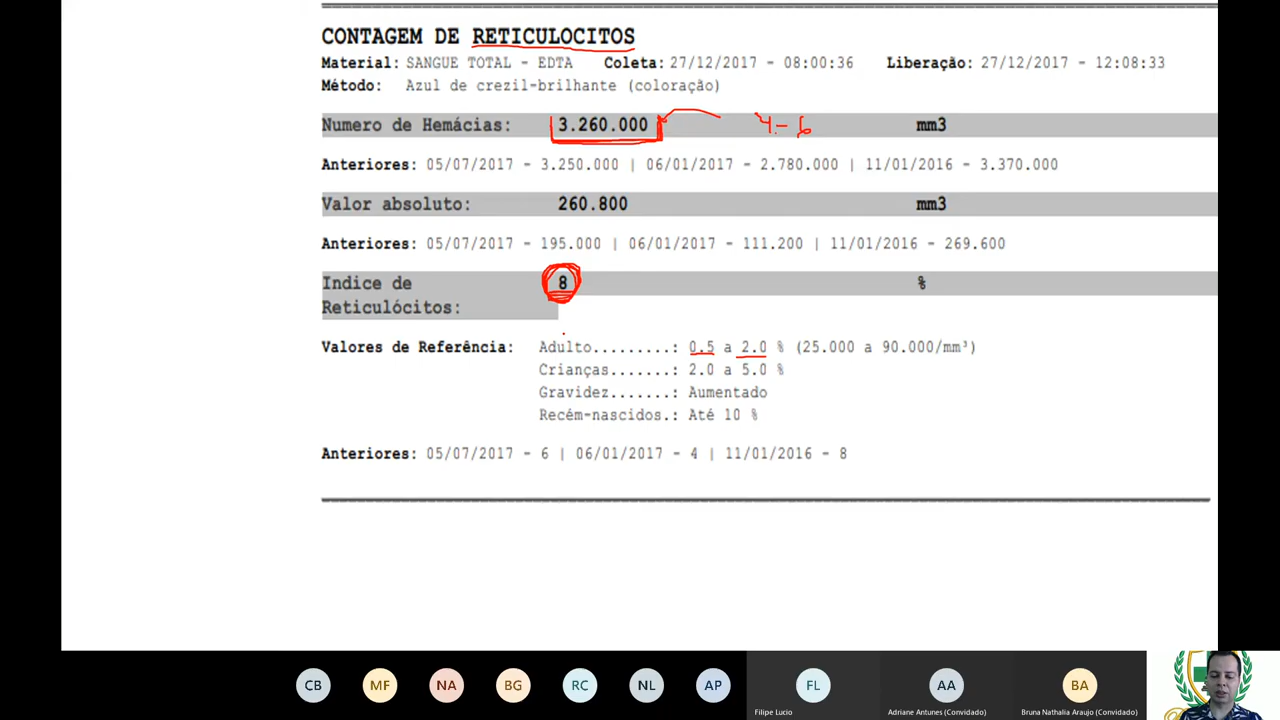 CONTAGEM DE RETICULOCITOS
Material: SANGUE TOTAL - EDTA Coleta: 27/12/2017 - 08:00:36 Liberação: 27/12/2017 - 12:08:33
Método: Azul de crezil-brilhante (coloração)
Numero de Hemácias: 3.260.000 4-6 mm3
Anteriores: 05/07/2017 - 3.250.000 | 06/01/2017 - 2.780.000 | 11/01/2016 - 3.370.000
Valor absoluto: 260.800 mm3
Anteriores: 05/07/2017 - 195.000 | 06/01/2017 - 111.200 | 11/01/2016 - 269.600
Indice de 8 %
Reticulócitos:
Valores de Referência: Adulto.........: 0.5 a 2.0 % (25.000 a 90.000/mm³)
Crianças.......: 2.0 a 5.0 %
Gravidez.......: Aumentado
Recém-nascidos.: Até 10 %
Anteriores: 05/07/2017 - 6 | 06/01/2017 - 4 | 11/01/2016 - 8
CB MF NA BG RC NL AP FL AA BA
Filipe Lucio Adriane Antunes (Convidado) Bruna Nathalia Araujo (Convidado)